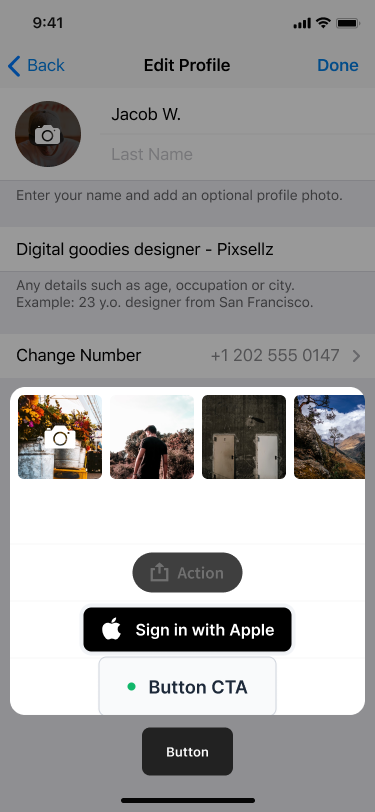 9:41
Back
Edit Profile
Done
Jacob W.
Last Name
Enter your name and add an optional profile photo.
Digital goodies designer - Pixsellz
Any details such as age, occupation or city.
Example: 23 y.o. designer from San Francisco.
Change Number
+1 202 555 0147
Action
Sign in with Apple
Button CTA
Button